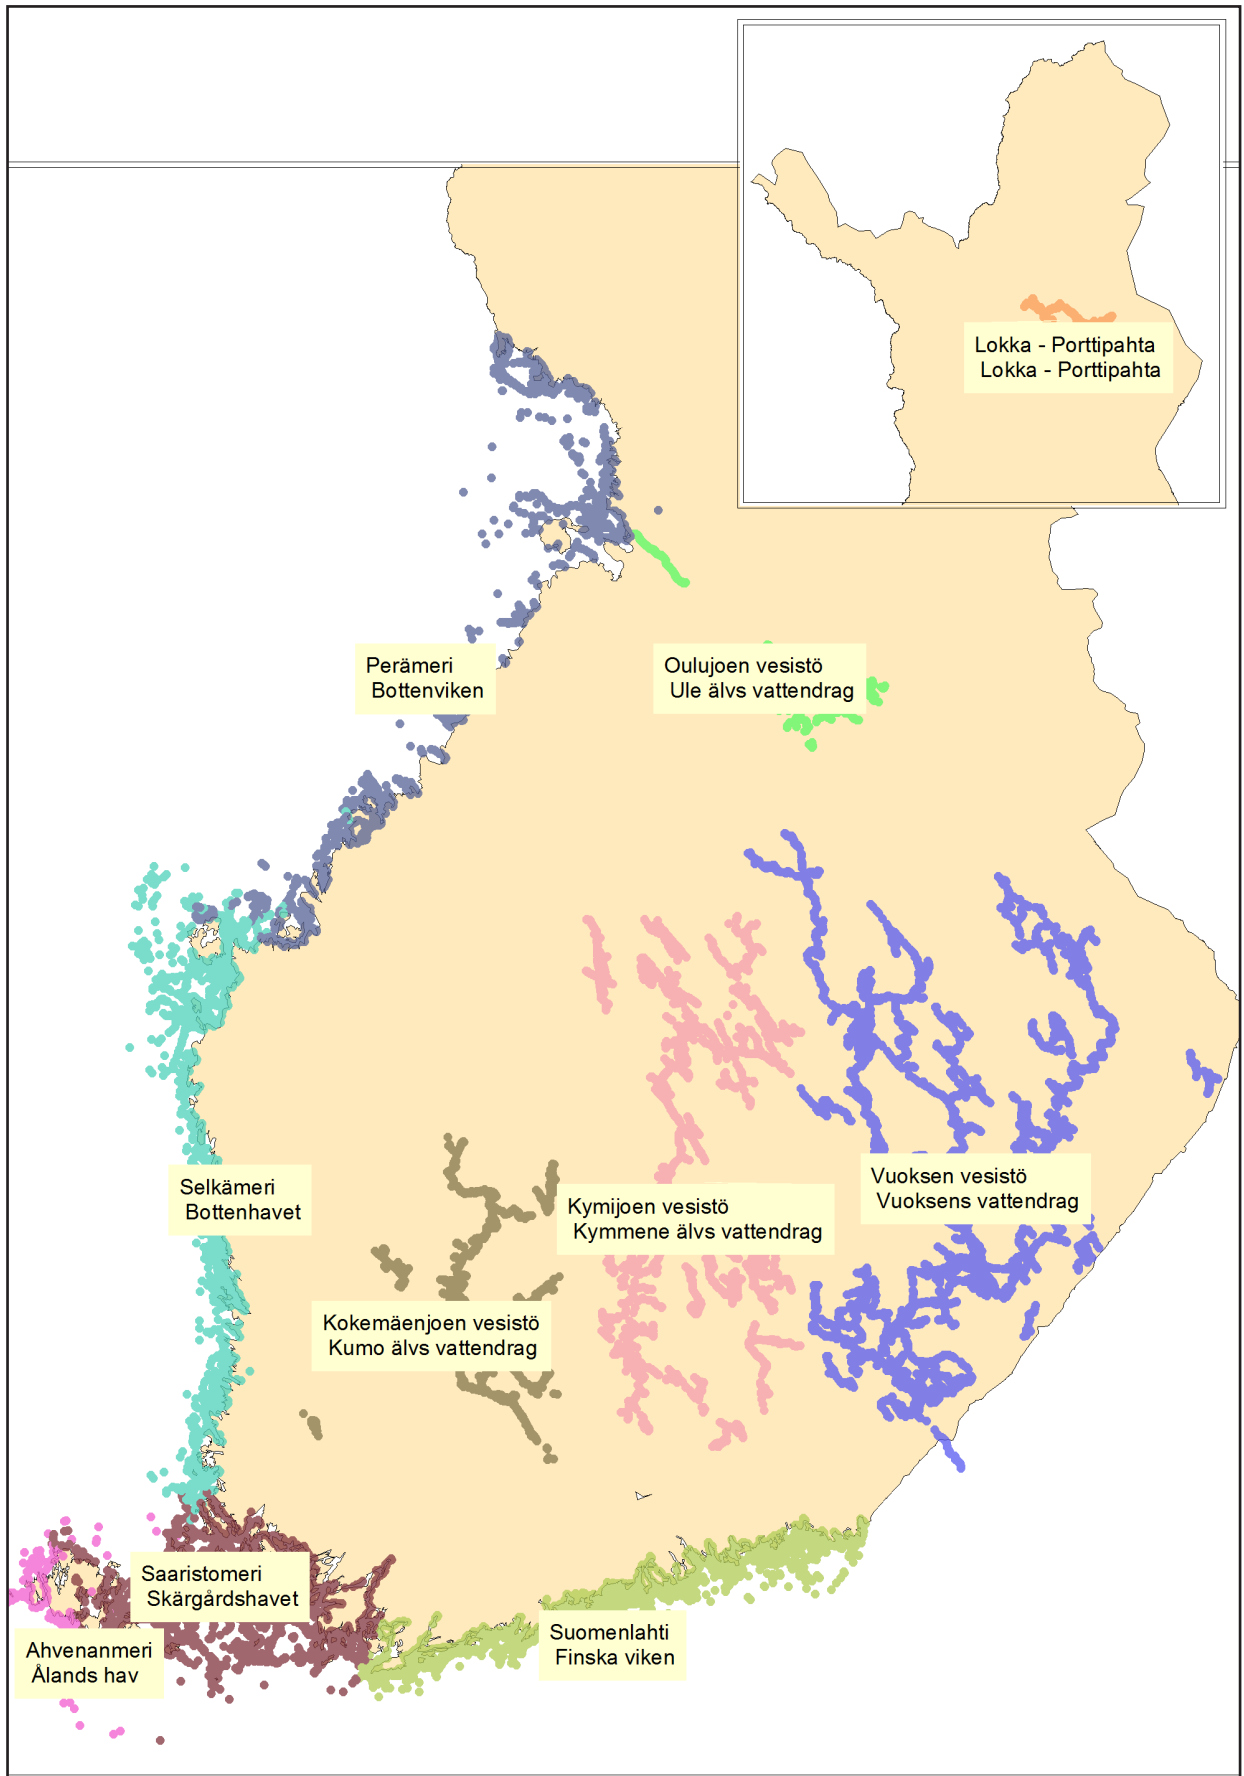 Lokka - Porttipahta
Lokka - Porttipahta
Perämeri
Bottenviken
Oulujoen vesistö
Ule älvs vattendrag
Selkämeri
Bottenhavet
Kymijoen vesistö
Kymmene älvs vattendrag
Vuoksen vesistö
Vuoksens vattendrag
Kokemäenjoen vesistö
Kumo älvs vattendrag
Saaristomeri
Skärgårdshavet
Ahvenanmeri
Ålands hav
Suomenlahti
Finska viken